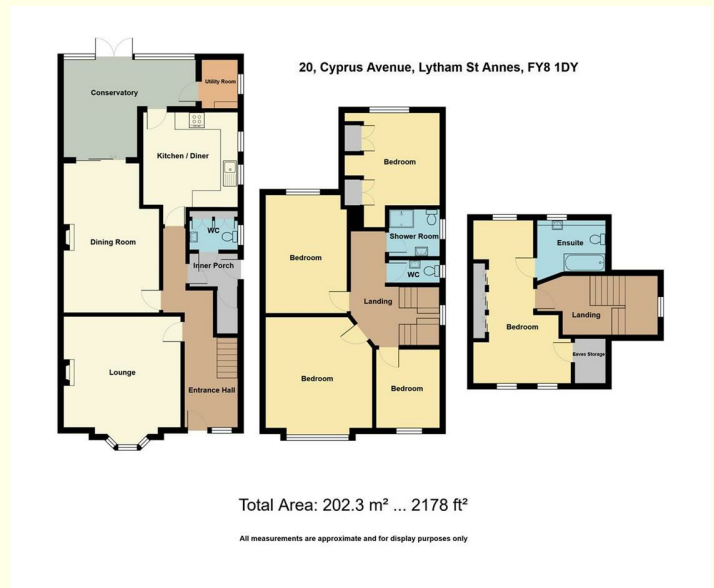 20, Cyprus Avenue, Lytham St Annes, FY8 1DY
Conservatory
Utility Room
Kitchen / Diner
WC
Dining Room
Inner Porch
Lounge
Entrance Hall
Bedroom
Shower Room
Bedroom
WC
Landing
Bedroom
Bedroom
Ensuite
Landing
Bedroom
Eaves Storage
Total Area: 202.3 m² ... 2178 ft²
All measurements are approximate and for display purposes only